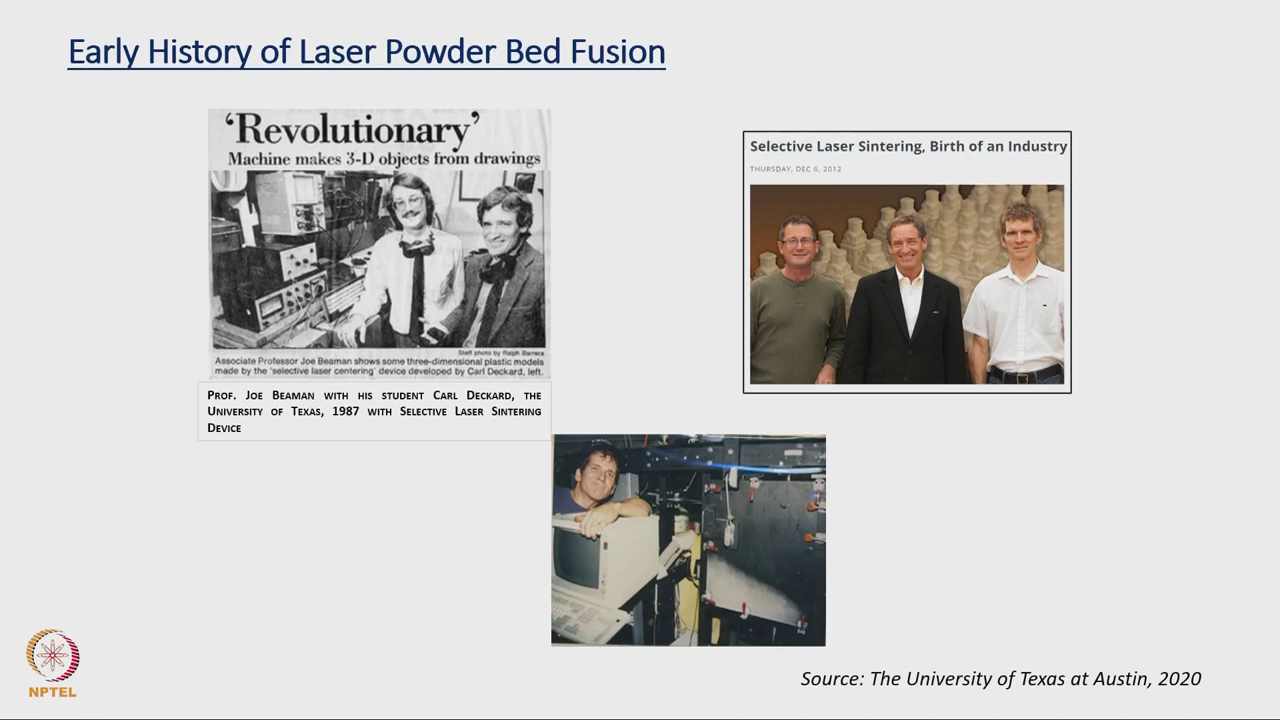 Early History of Laser Powder Bed Fusion
‘Revolutionary’
Machine makes 3-D objects from drawings
Staff photo by Ralph Barrera
Associate Professor Joe Beaman shows some three-dimensional plastic models
made by the ‘selective laser centering’ device developed by Carl Deckard, left.
PROF. JOE BEAMAN WITH HIS STUDENT CARL DECKARD, THE
UNIVERSITY OF TEXAS, 1987 WITH SELECTIVE LASER SINTERING
DEVICE
Selective Laser Sintering, Birth of an Industry
THURSDAY, DEC 6, 2012
NPTEL
Source: The University of Texas at Austin, 2020